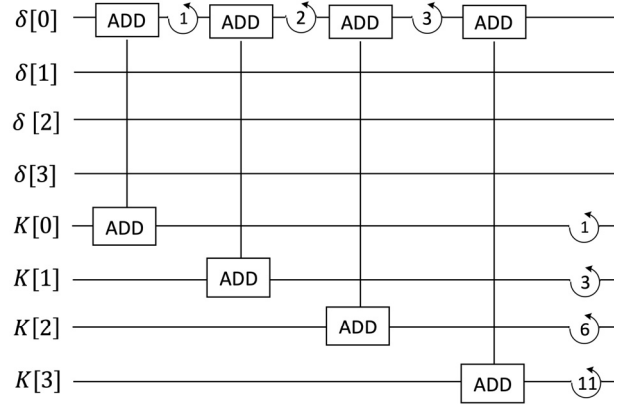 δ[0] ADD 1 ADD 2 ADD 3 ADD
δ[1]
δ [2]
δ[3]
K[0] ADD 1
K[1] ADD 3
K[2] ADD 6
K[3] ADD 11